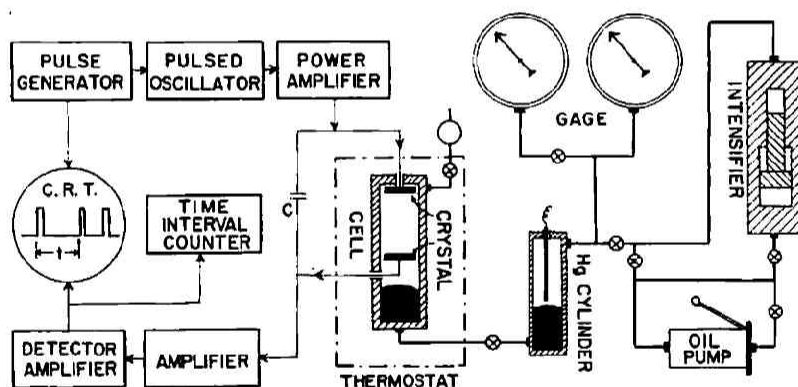 PULSE
GENERATOR
PULSED
OSCILLATOR
POWER
AMPLIFIER
GAGE
INTENSIFIER
C. R. T.
t
TIME
INTERVAL
COUNTER
C
CELL
CRYSTAL
Hg CYLINDER
DETECTOR
AMPLIFIER
AMPLIFIER
THERMOSTAT
OIL
PUMP